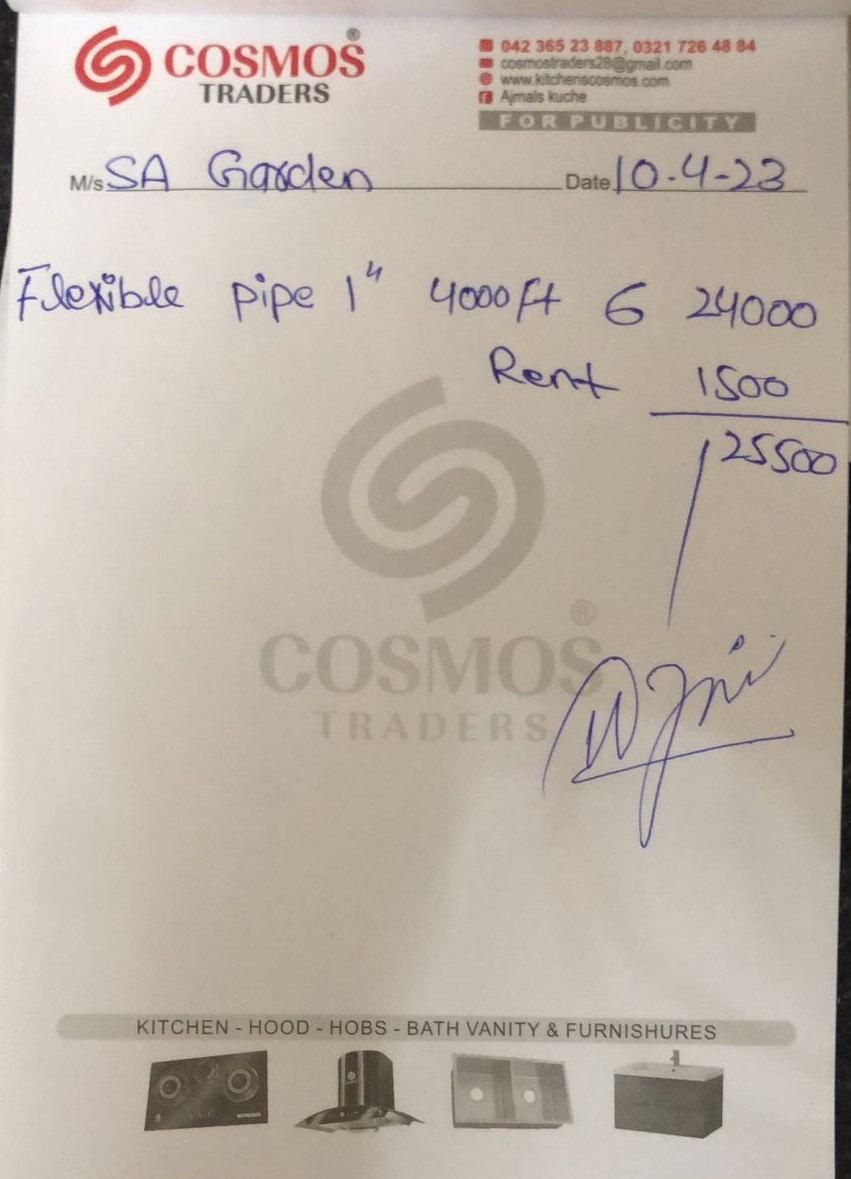 COSMOS ®
TRADERS
042 365 23 887, 0321 726 48 84
cosmostraders28@gmail.com
www.kitchenscosmos.com
Ajmals kuche
FOR PUBLICITY
M/s SA Garden Date 10-4-23
Flexible pipe 1" 4000ft 6 24000
Rent 1500
25500
®
COSMOS
TRADERS
KITCHEN - HOOD - HOBS - BATH VANITY & FURNISHURES